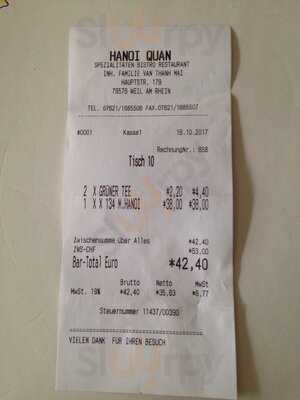 HANOI QUAN
SPEZIALITÄTEN BISTRO RESTAURANT
INH. FAMILIE VAN THANH MAI
HAUPTSTR. 179
79576 WEIL AM RHEIN
TEL. 07621/1685508 FAX.07621/1685507
#0001 Kasse1 18.10.2017
RechnungNr.: 858
Tisch 10
2 X GRÜNER TEE *2,20 *4,40
1 X X 134 M.HANOI *38,00 *38,00
Zwischensumme über Alles *42,40
ZWS-CHF *53,00
Bar-Total Euro *42,40
Brutto Netto MwSt
MwSt. 19% *42,40 *35,63 *6,77
Steuernummer 11437/00390
VIELEN DANK FÜR IHREN BESUCH